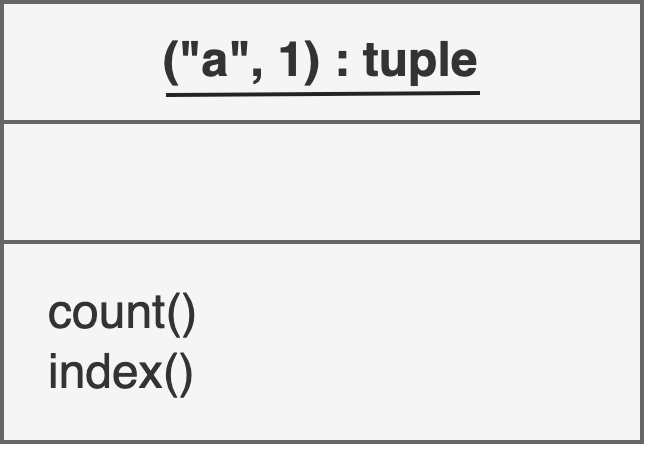 ("a", 1) : tuple
count()
index()